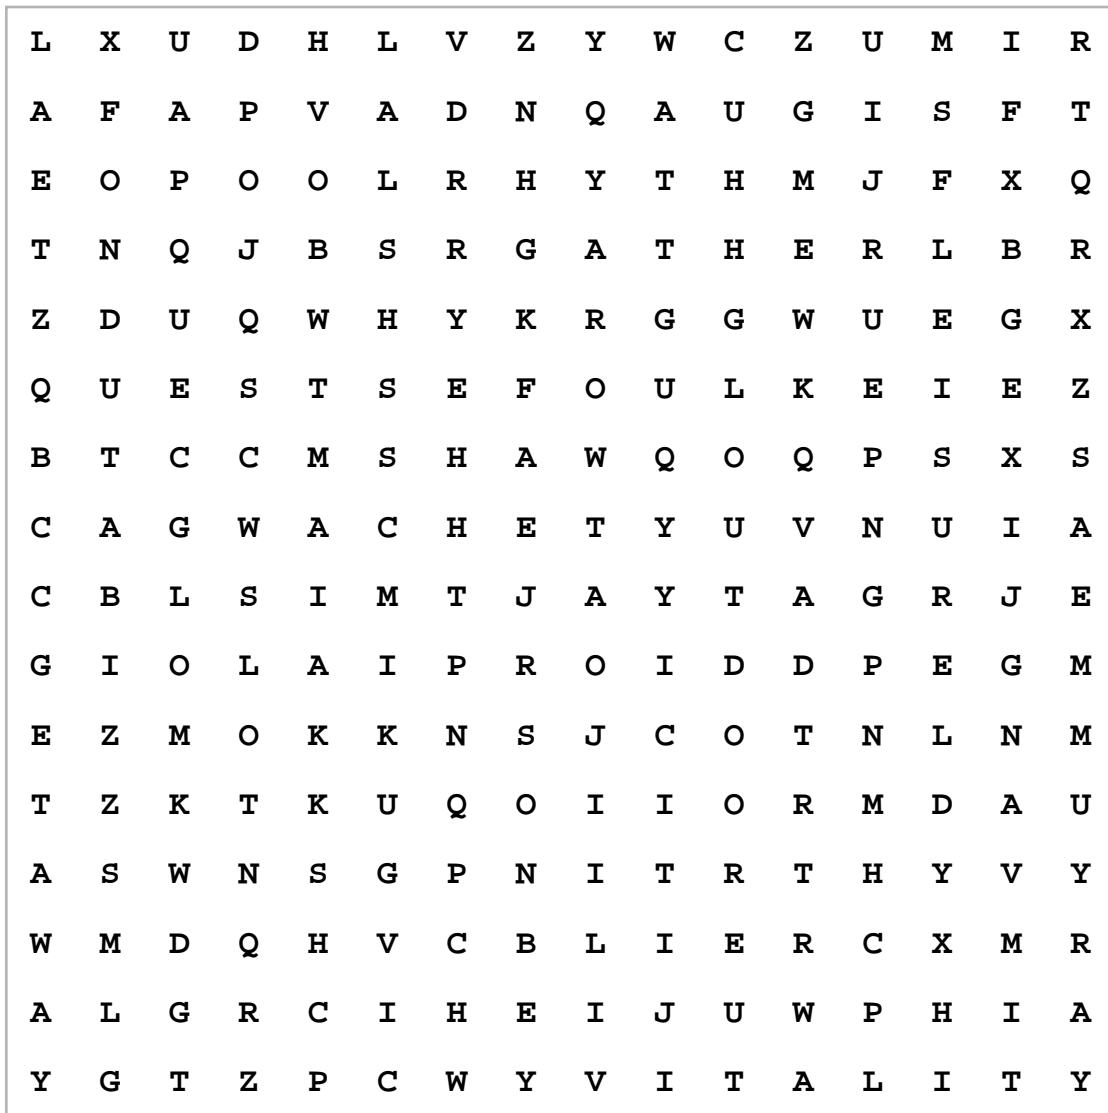 L X U D H L V Z Y W C Z U M I R
A F A P V A D N Q A U G I S F T
E O P O O L R H Y T H M J F X Q
T N Q J B S R G A T H E R L B R
Z D U Q W H Y K R G G W U E G X
Q U E S T S E F O U L K E I E Z
B T C C M S H A W Q O Q P S X S
C A G W A C H E T Y U V N U I A
C B L S I M T J A Y T A G R J E
G I O L A I P R O I D D P E G M
E Z M O K K N S J C O T N L N M
T Z K T K U Q O I I O R M D A U
A S W N S G P N I T R T H Y V Y
W M D Q H V C B L I E R C X M R
A L G R C I H E I J U W P H I A
Y G T Z P C W Y V I T A L I T Y